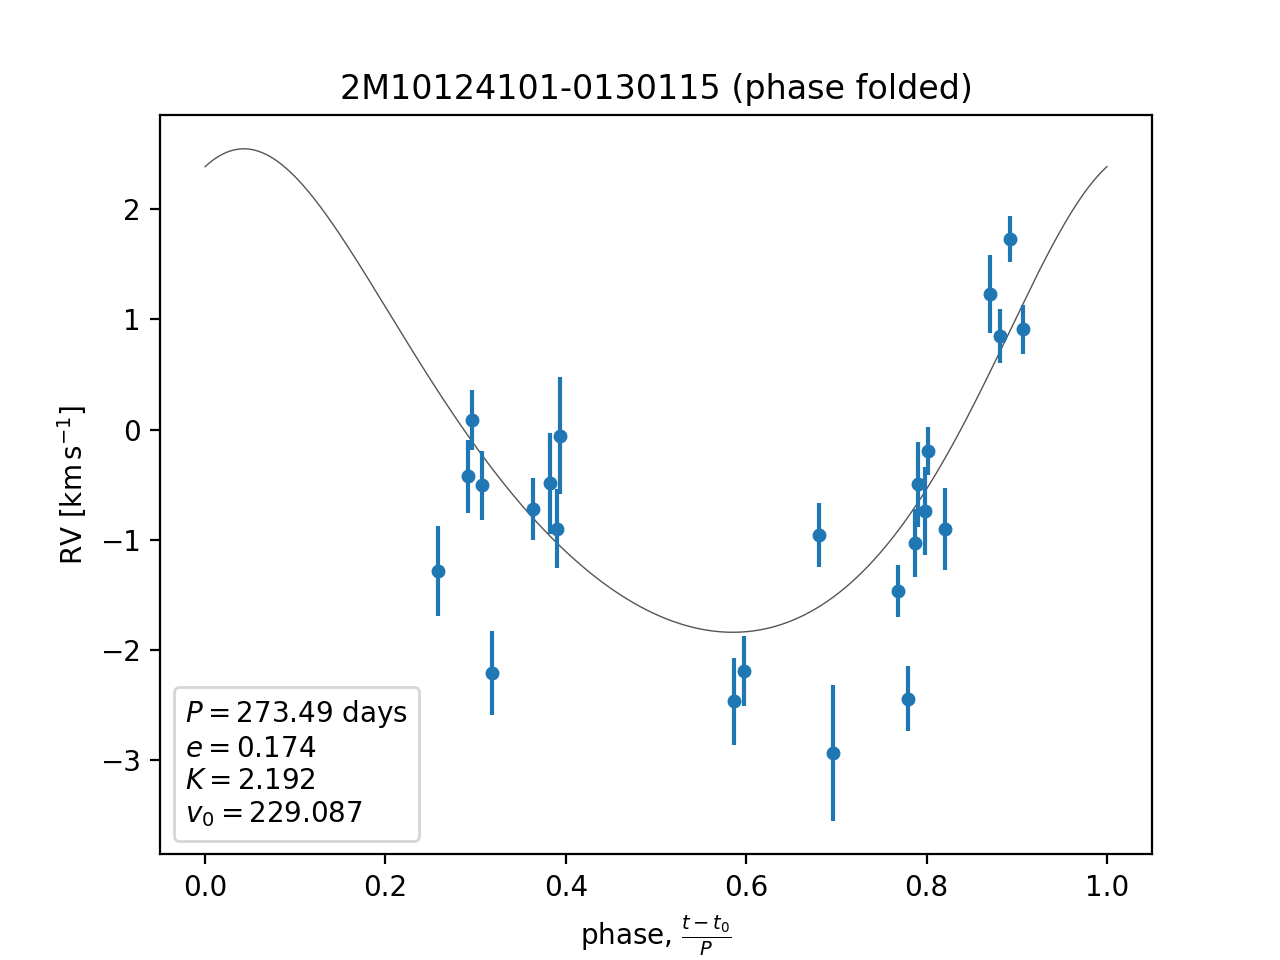 2M10124101-0130115 (phase folded)
RV [km s⁻¹]
2
1
0
−1
−2
−3
P = 273.49 days
e = 0.174
K = 2.192
v₀ = 229.087
0.0 0.2 0.4 0.6 0.8 1.0
phase, (t − t₀)/P